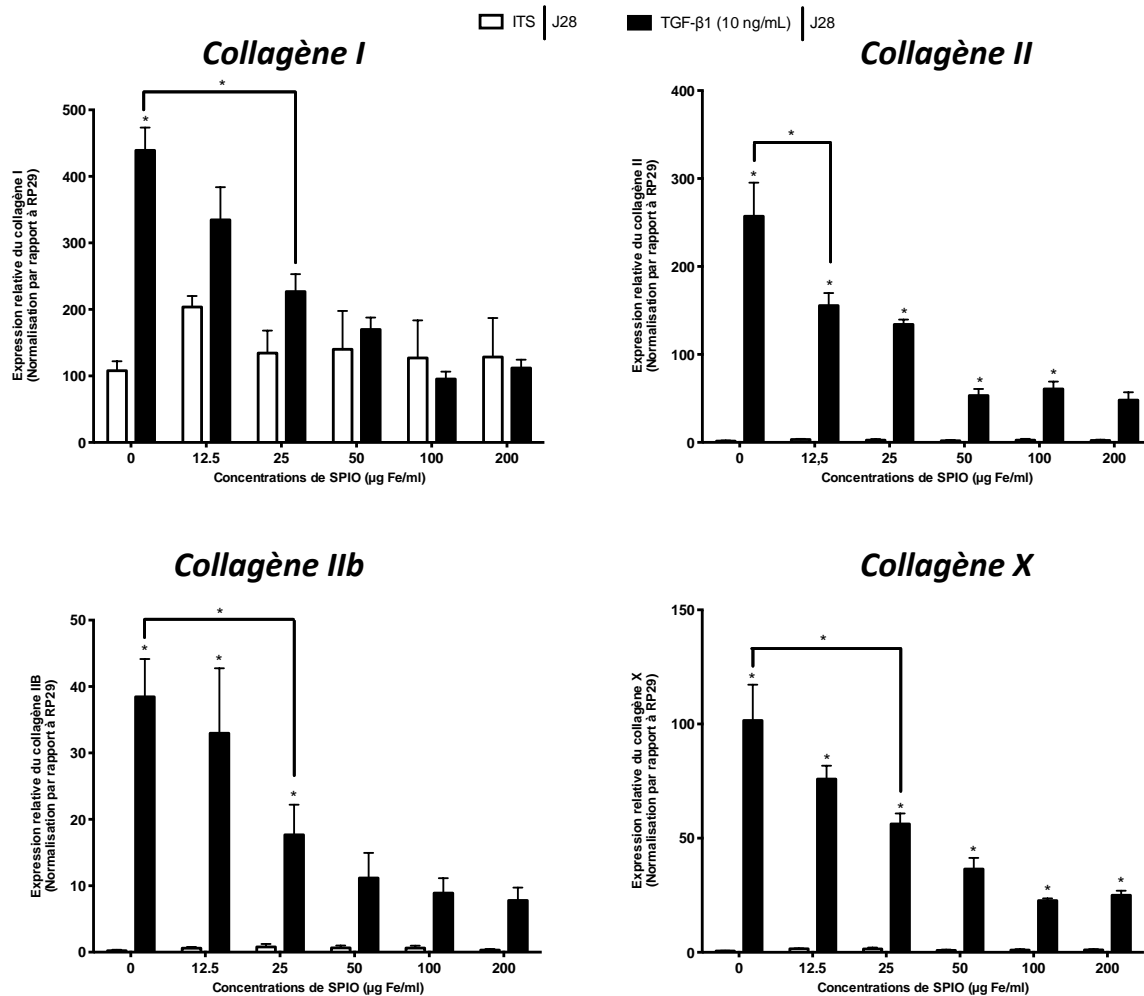 ITS | J28 TGF-β1 (10 ng/mL) | J28
Collagène I
Expression relative du collagène I
(Normalisation par rapport à RP29)
500
400
300
200
100
0
*
*
0 12.5 25 50 100 200
Concentrations de SPIO (µg Fe/ml)
Collagène II
Expression relative du collagène II
(Normalisation par rapport à RP29)
400
300
200
100
0
*
*
*
*
*
*
0 12,5 25 50 100 200
Concentrations de SPIO (µg Fe/ml)
Collagène IIb
Expression relative du collagène IIB
(Normalisation par rapport à RP29)
50
40
30
20
10
0
*
*
*
*
0 12.5 25 50 100 200
Concentrations de SPIO (µg Fe/ml)
Collagène X
Expression relative du collagène X
(Normalisation par rapport à RP29)
150
100
50
0
*
*
*
*
*
*
*
0 12.5 25 50 100 200
Concentrations de SPIO (µg Fe/ml)